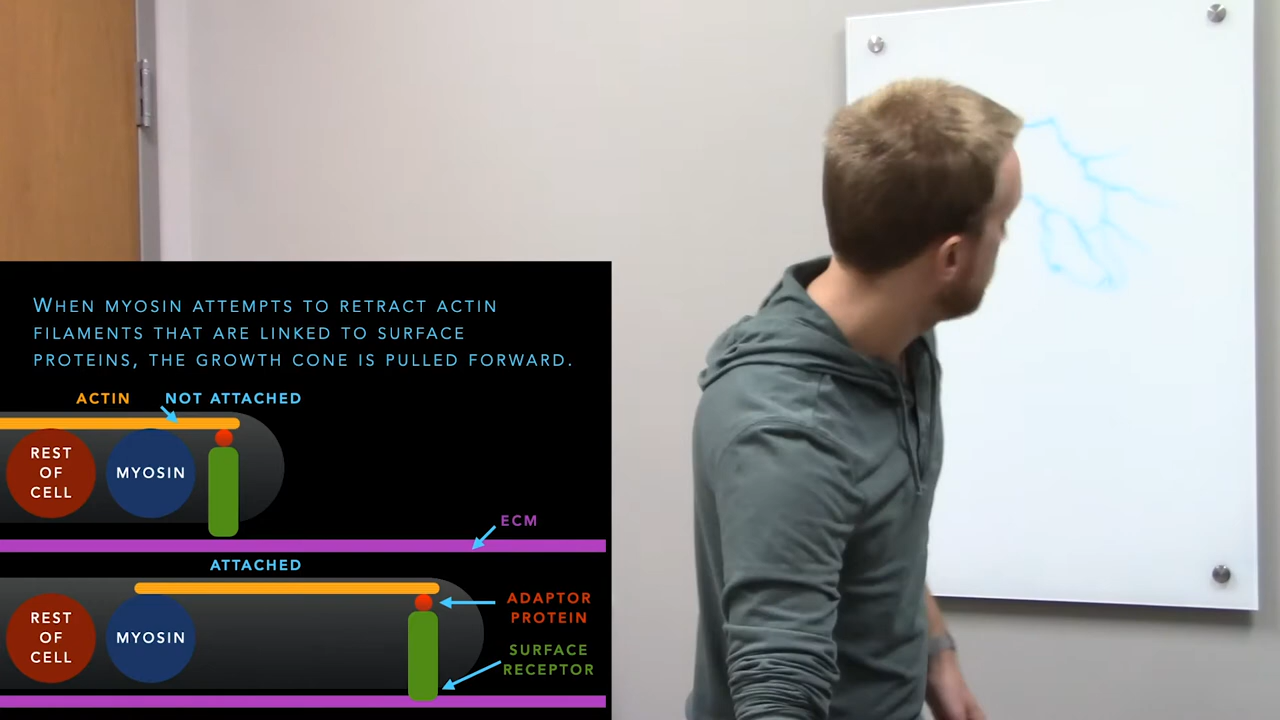 WHEN MYOSIN ATTEMPTS TO RETRACT ACTIN
FILAMENTS THAT ARE LINKED TO SURFACE
PROTEINS, THE GROWTH CONE IS PULLED FORWARD.
ACTIN NOT ATTACHED
REST
OF
CELL
MYOSIN
ECM
ATTACHED
REST
OF
CELL
MYOSIN
ADAPTOR
PROTEIN
SURFACE
RECEPTOR